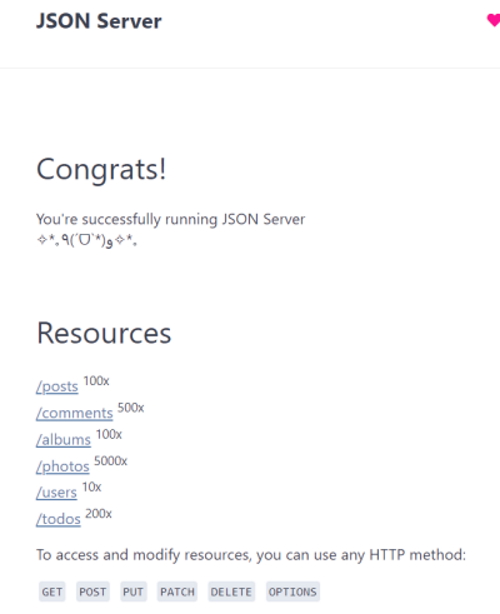 JSON Server
Congrats!
You're successfully running JSON Server
✧*｡٩(ˊᗜˋ*)و✧*｡
Resources
/posts 100x
/comments 500x
/albums 100x
/photos 5000x
/users 10x
/todos 200x
To access and modify resources, you can use any HTTP method:
GET POST PUT PATCH DELETE OPTIONS